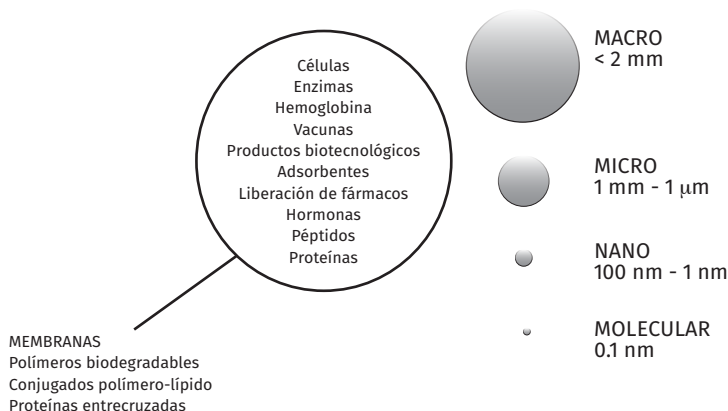 Células
Enzimas
Hemoglobina
Vacunas
Productos biotecnológicos
Adsorbentes
Liberación de fármacos
Hormonas
Péptidos
Proteínas
MEMBRANAS
Polímeros biodegradables
Conjugados polímero-lípido
Proteínas entrecruzadas
MACRO
< 2 mm
MICRO
1 mm - 1 μm
NANO
100 nm - 1 nm
MOLECULAR
0.1 nm